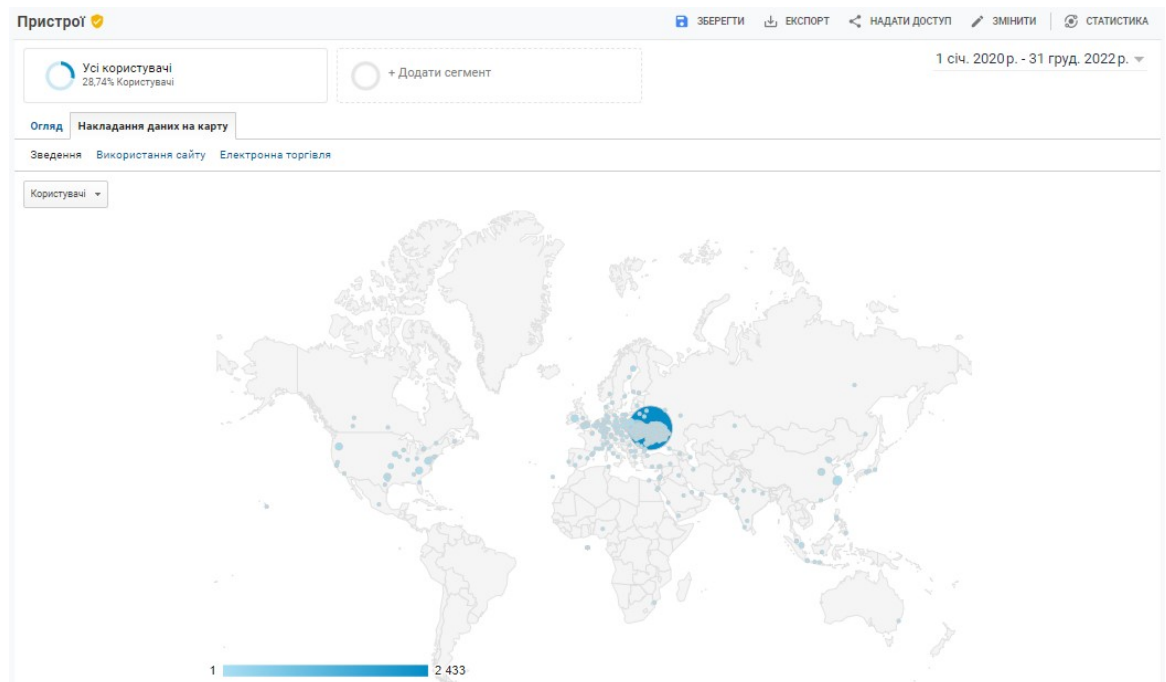 Пристрої
ЗБЕРЕГТИ ЕКСПОРТ НАДАТИ ДОСТУП ЗМІНИТИ СТАТИСТИКА
Усі користувачі
28,74% Користувачі
+ Додати сегмент
1 січ. 2020 р. - 31 груд. 2022 р.
Огляд Накладання даних на карту
Зведення Використання сайту Електронна торгівля
Користувачі
1 2 433